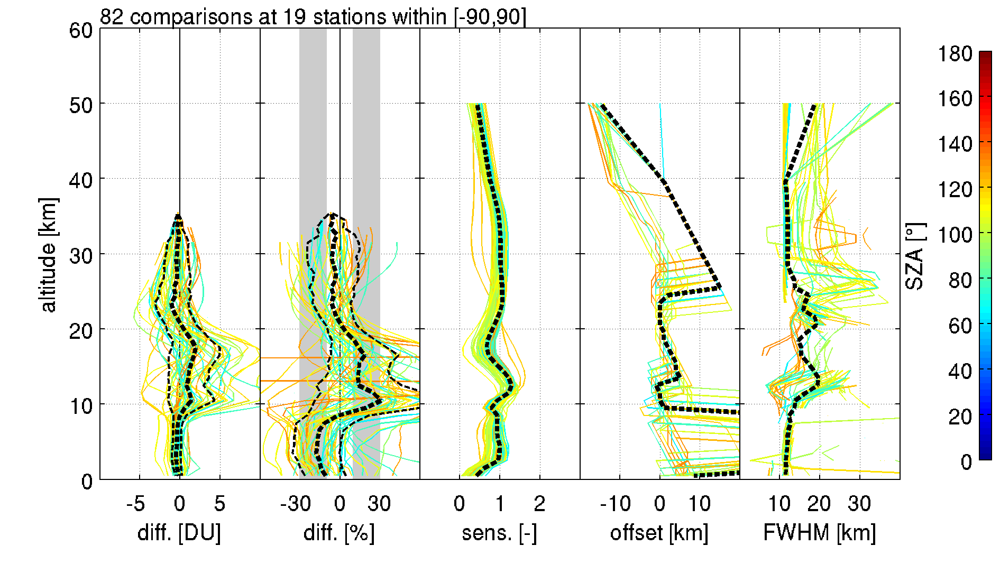 82 comparisons at 19 stations within [-90,90]
60
50
40
30
20
10
0
altitude [km]
-5 0 5
-30 0 30
0 1 2
-10 0 10
10 20 30
diff. [DU]
diff. [%]
sens. [-]
offset [km]
FWHM [km]
SZA [°]
180
160
140
120
100
80
60
40
20
0